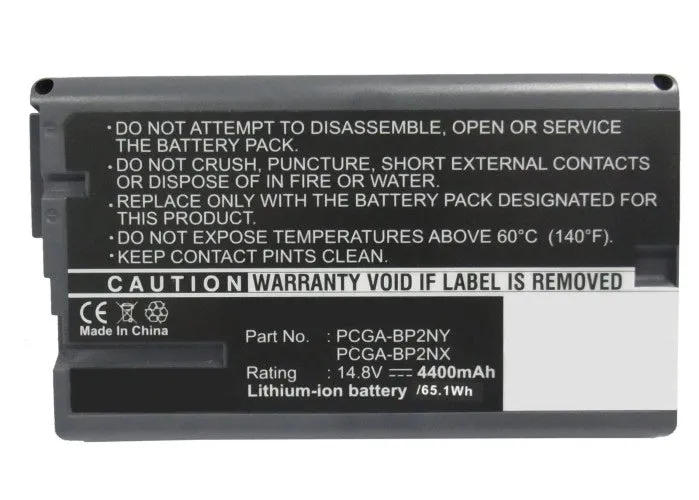 •DO NOT ATTEMPT TO DISASSEMBLE, OPEN OR SERVICE
THE BATTERY PACK.
•DO NOT CRUSH, PUNCTURE, SHORT EXTERNAL CONTACTS
OR DISPOSE OF IN FIRE OR WATER.
•REPLACE ONLY WITH THE BATTERY PACK DESIGNATED FOR
THIS PRODUCT.
•DO NOT EXPOSE TEMPERATURES ABOVE 60°C (140°F).
•KEEP CONTACT PINTS CLEAN.
CAUTION WARRANTY VOID IF LABEL IS REMOVED
CE
Made In China
Part No. : PCGA-BP2NY
PCGA-BP2NX
Rating : 14.8V 4400mAh
Lithium-ion battery /65.1Wh